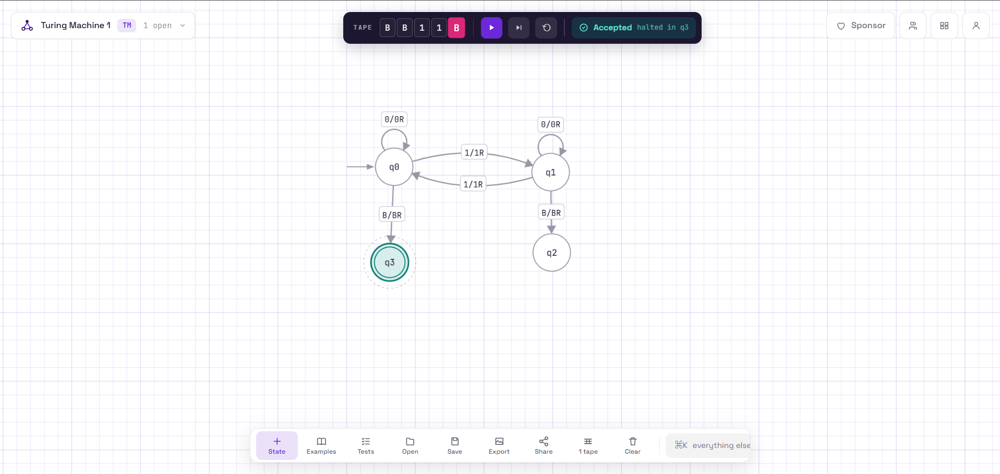 Turing Machine 1 TM 1 open
TAPE B B 1 1 B Accepted halted in q3
Sponsor
0/0R
0/0R
1/1R
q0
q1
1/1R
B/BR
B/BR
q3
q2
State Examples Tests Open Save Export Share 1 tape Clear ⌘K everything else